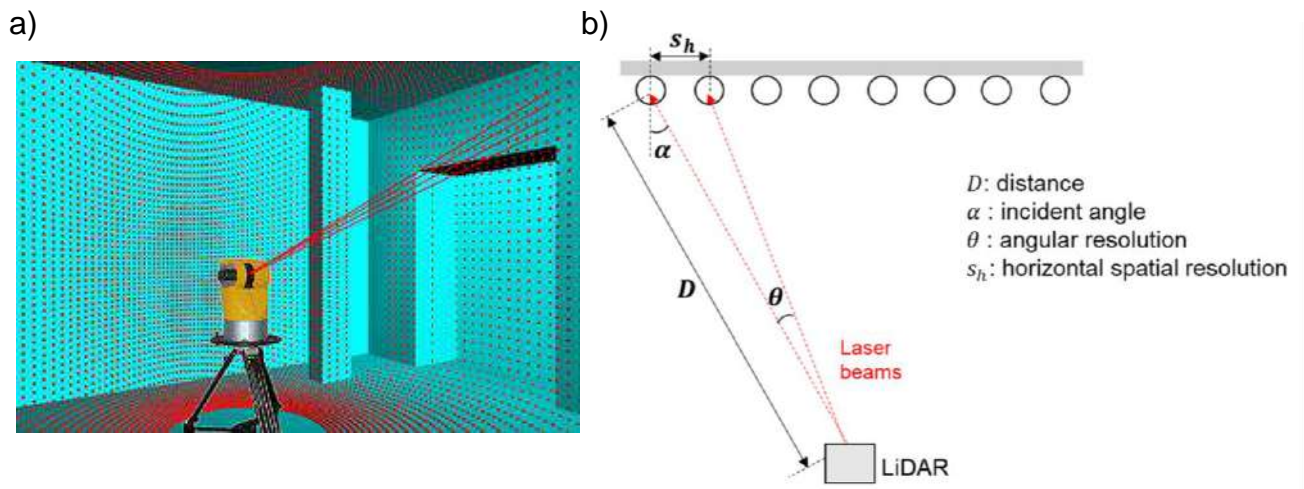 a)
b)
s_h
α
D
θ
D: distance
α : incident angle
θ : angular resolution
s_h: horizontal spatial resolution
Laser
beams
LiDAR